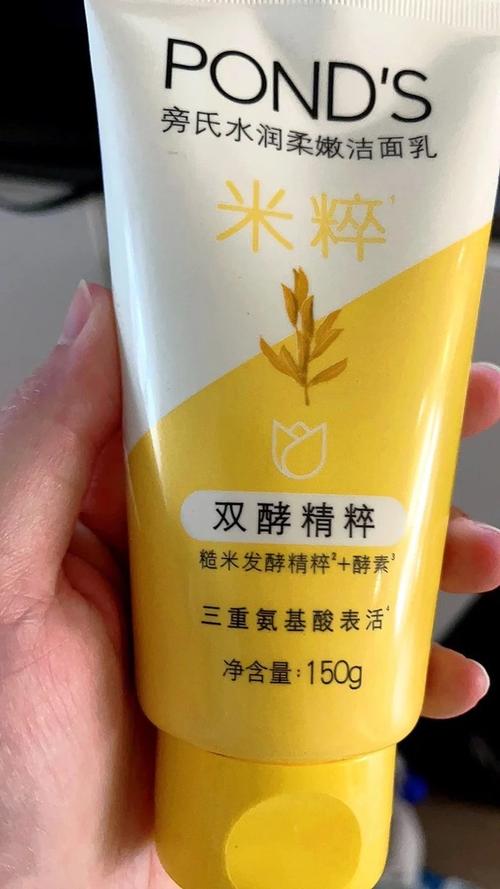 POND'S
旁氏水润柔嫩洁面乳
米粹¹
双酵精粹
糙米发酵精粹²+酵素³
三重氨基酸表活⁴
净含量:150g